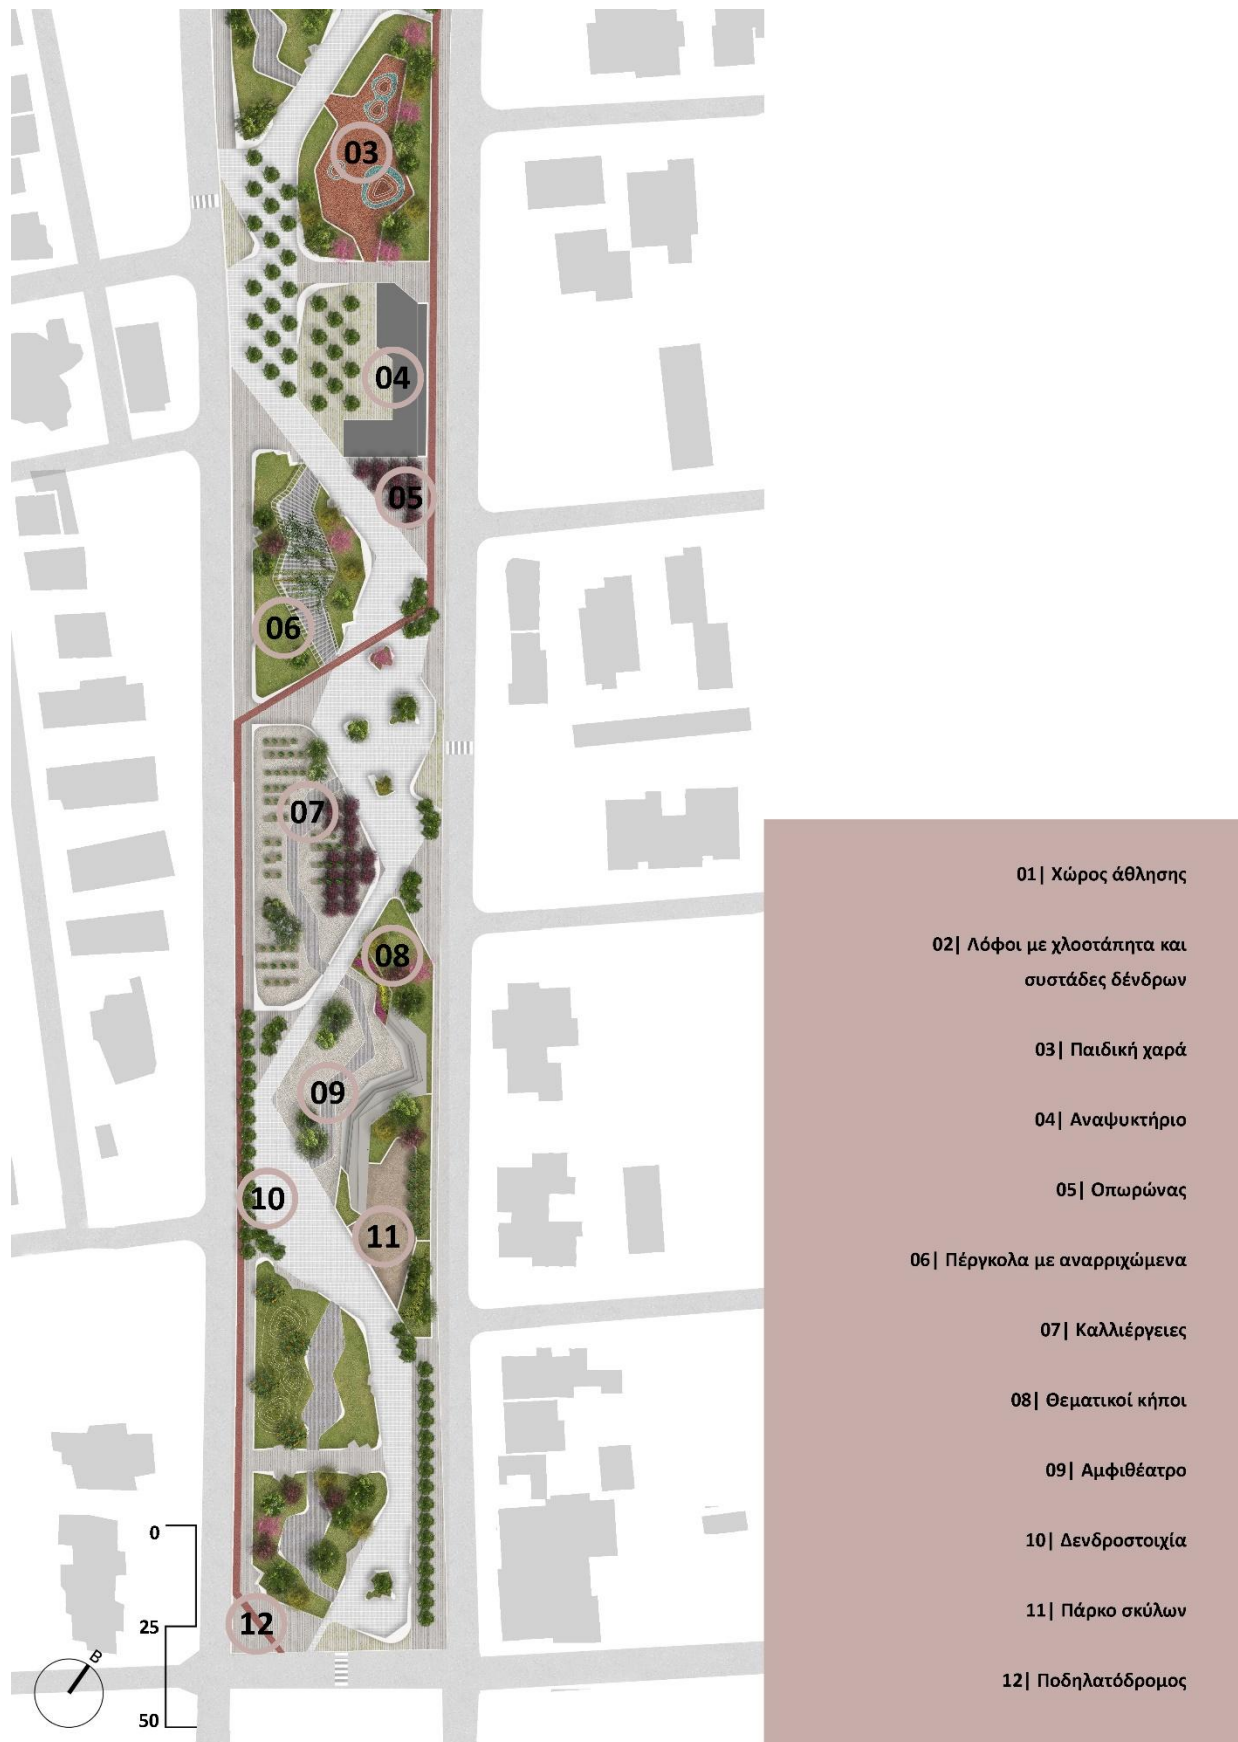 03
04
05
06
07
08
09
10
11
12
0
25
50
B
01| Χώρος άθλησης
02| Λόφοι με χλοοτάπητα και
συστάδες δένδρων
03| Παιδική χαρά
04| Αναψυκτήριο
05| Οπωρώνας
06| Πέργκολα με αναρριχώμενα
07| Καλλιέργειες
08| Θεματικοί κήποι
09| Αμφιθέατρο
10| Δενδροστοιχία
11| Πάρκο σκύλων
12| Ποδηλατόδρομος